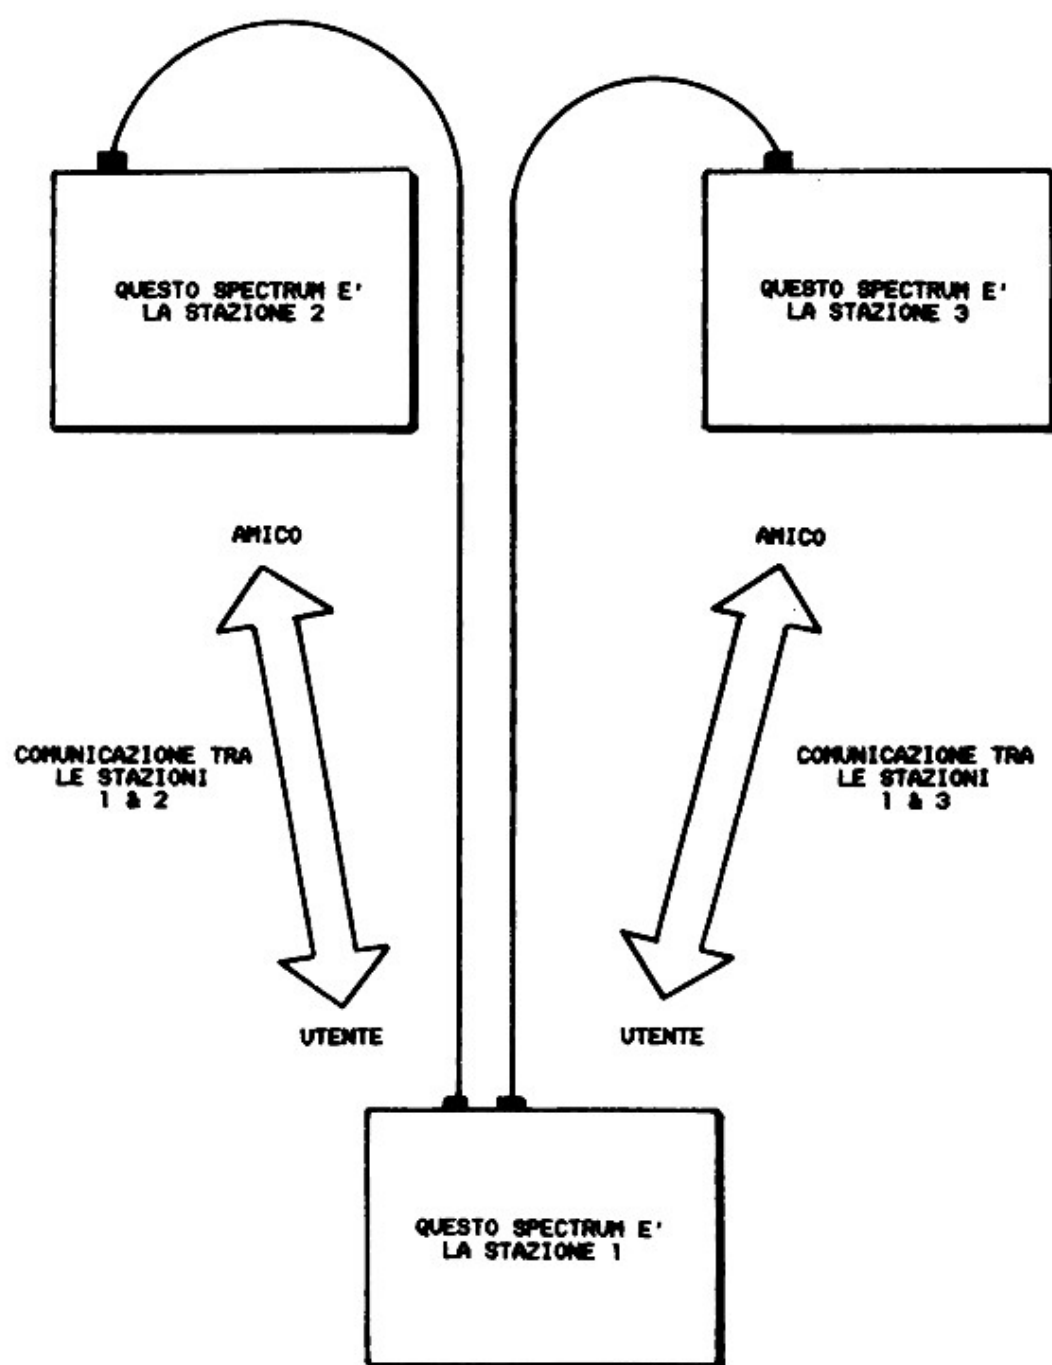 QUESTO SPECTRUM E'
LA STAZIONE 2
QUESTO SPECTRUM E'
LA STAZIONE 3
AMICO
AMICO
COMUNICAZIONE TRA
LE STAZIONI
1 & 2
COMUNICAZIONE TRA
LE STAZIONI
1 & 3
UTENTE
UTENTE
QUESTO SPECTRUM E'
LA STAZIONE 1